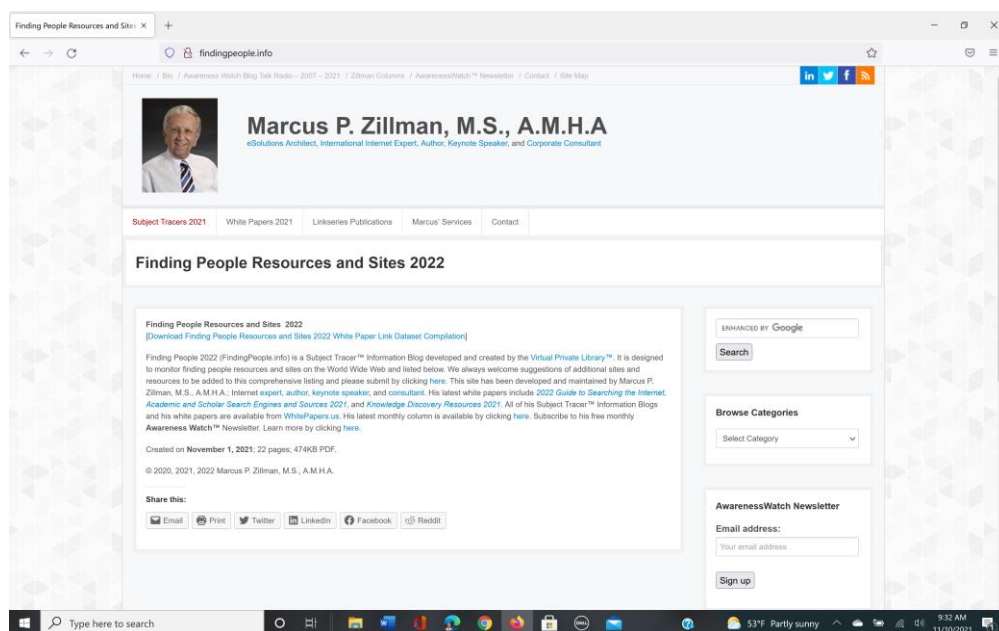 Finding People Resources and Sites
findingpeople.info
Home / Bio / Awareness Watch Blog Talk Radio – 2007 – 2021 / Zillman Columns / AwarenessWatch™ Newsletter / Contact / Site Map
Marcus P. Zillman, M.S., A.M.H.A
eSolutions Architect, International Internet Expert, Author, Keynote Speaker, and Corporate Consultant
Subject Tracers 2021 White Papers 2021 Linkseries Publications Marcus' Services Contact
Finding People Resources and Sites 2022
Finding People Resources and Sites 2022
[Download Finding People Resources and Sites 2022 White Paper Link Dataset Compilation]
Finding People 2022 (FindingPeople.info) is a Subject Tracer™ Information Blog developed and created by the Virtual Private Library™. It is designed
to monitor finding people resources and sites on the World Wide Web and listed below. We always welcome suggestions of additional sites and
resources to be added to this comprehensive listing and please submit by clicking here. This site has been developed and maintained by Marcus P.
Zillman, M.S., A.M.H.A.; Internet expert, author, keynote speaker, and consultant. His latest white papers include 2022 Guide to Searching the Internet,
Academic and Scholar Search Engines and Sources 2021, and Knowledge Discovery Resources 2021. All of his Subject Tracer™ Information Blogs
and his white papers are available from WhitePapers.us. His latest monthly column is available by clicking here. Subscribe to his free monthly
Awareness Watch™ Newsletter. Learn more by clicking here.
Created on November 1, 2021; 22 pages; 474KB PDF.
© 2020, 2021, 2022 Marcus P. Zillman, M.S., A.M.H.A.
Share this:
Email Print Twitter LinkedIn Facebook Reddit
ENHANCED BY Google
Search
Browse Categories
Select Category
AwarenessWatch Newsletter
Email address:
Your email address
Sign up
Type here to search
53°F Partly sunny
9:32 AM
11/10/2021